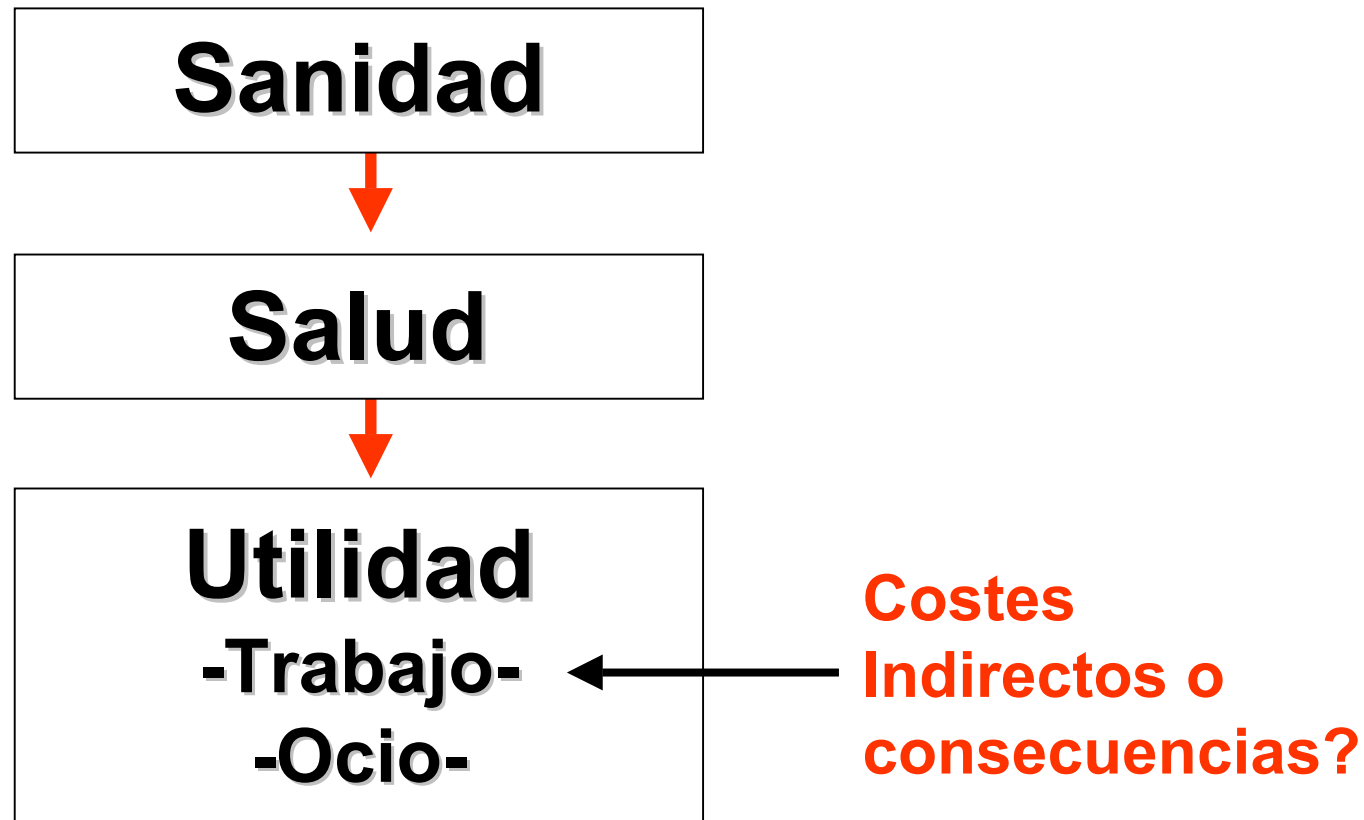 Sanidad
Salud
Utilidad
-Trabajo-
-Ocio-
Costes
Indirectos o
consecuencias?